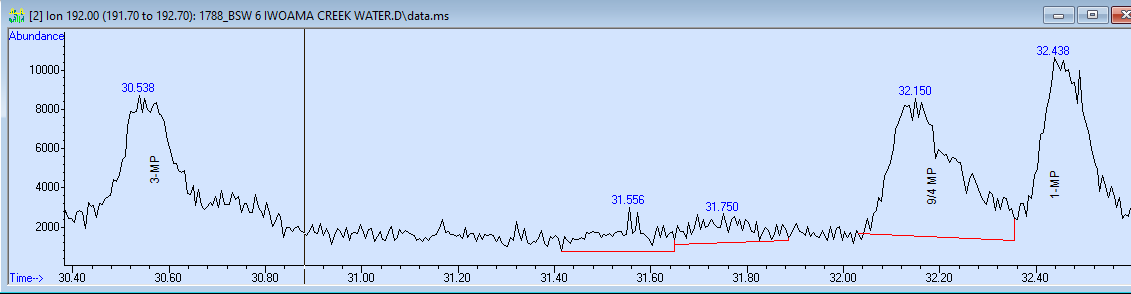 [2] Ion 192.00 (191.70 to 192.70): 1788_BSW 6 IWOAMA CREEK WATER.D\data.ms
Abundance
32.438
10000
30.538
32.150
8000
6000
3-MP
9/4 MP
1-MP
4000
31.556
31.750
2000
Time-->
30.40 30.60 30.80 31.00 31.20 31.40 31.60 31.80 32.00 32.20 32.40